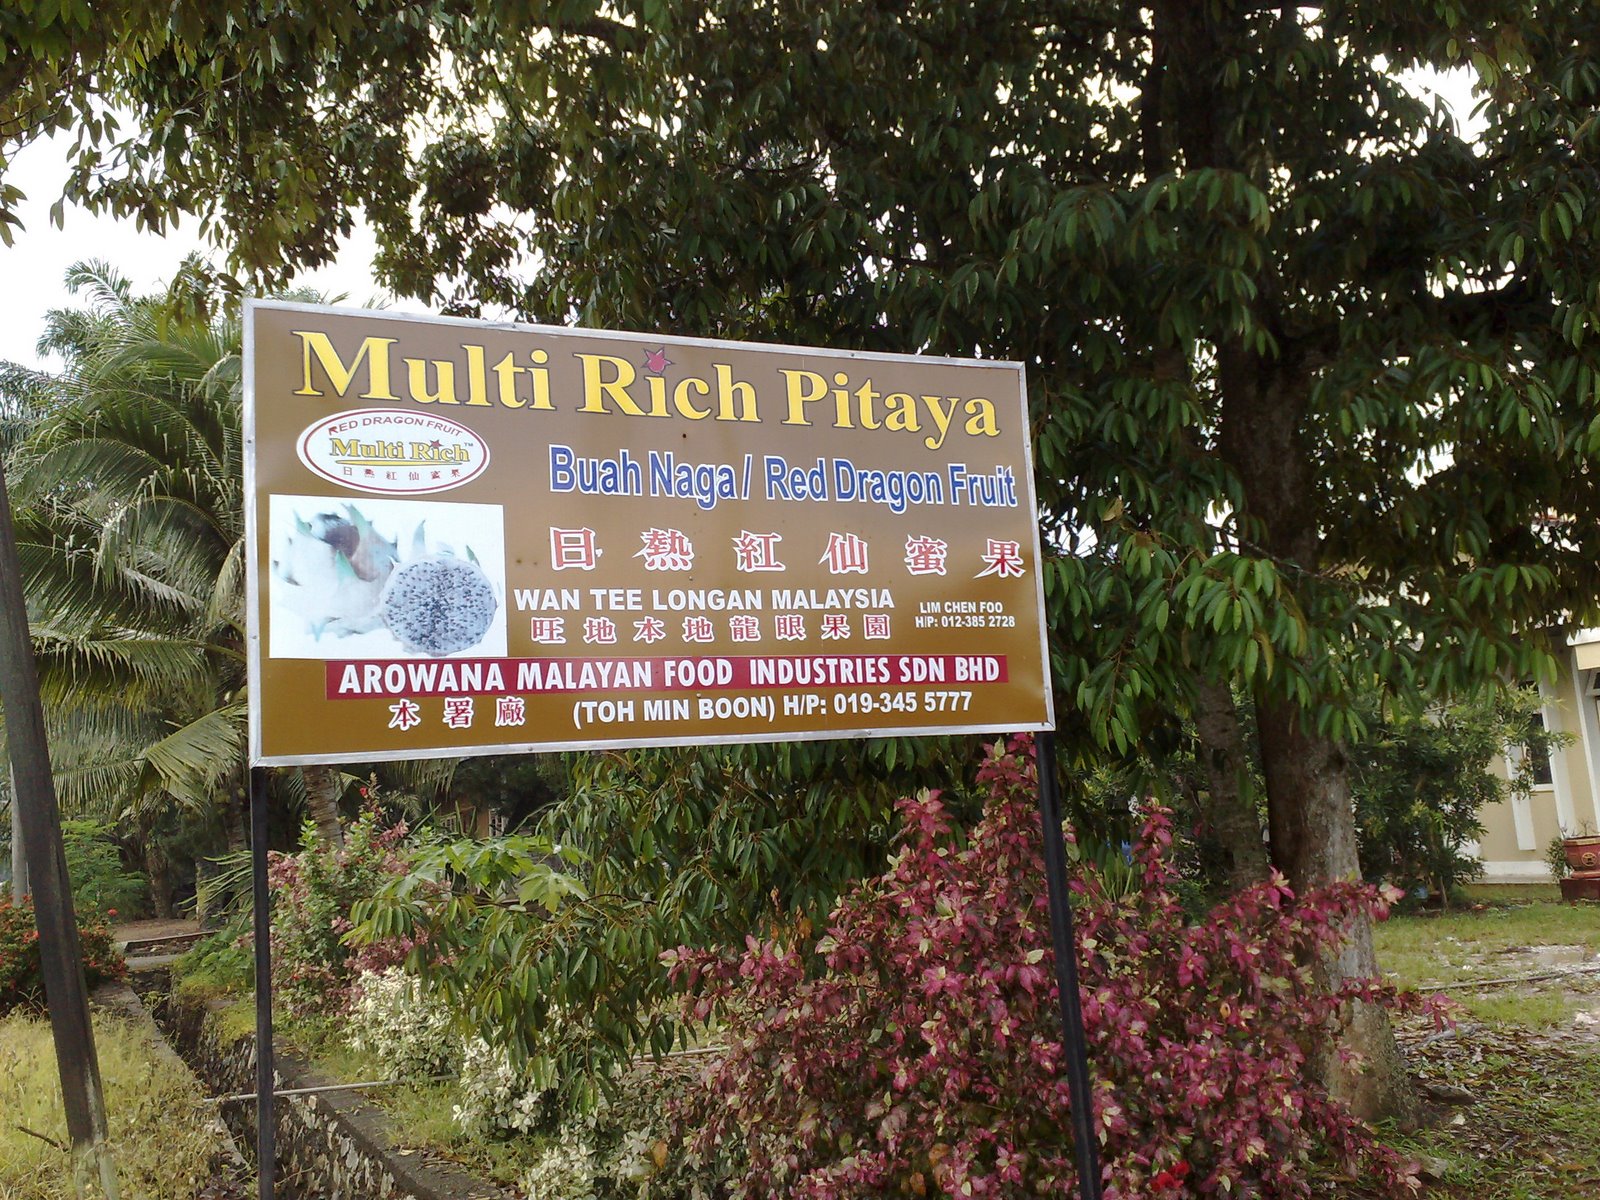 Multi Rich Pitaya
RED DRAGON FRUIT
Multi Rich™
日熱紅仙蜜果
Buah Naga/ Red Dragon Fruit
日熱紅仙蜜果
WAN TEE LONGAN MALAYSIA
旺地本地龍眼果園
LIM CHEN FOO
H/P: 012-385 2728
AROWANA MALAYAN FOOD INDUSTRIES SDN BHD
本署廠 (TOH MIN BOON) H/P: 019-345 5777